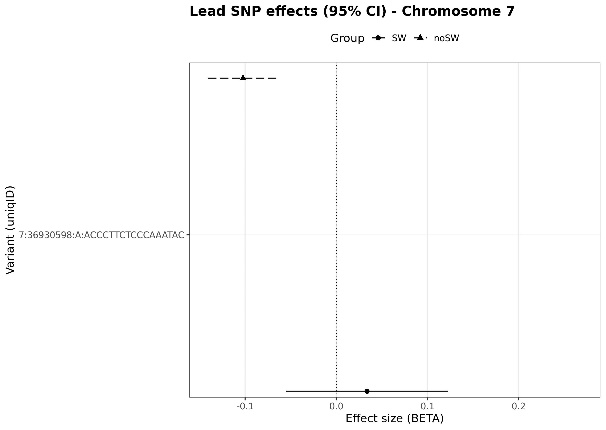 Lead SNP effects (95% CI) - Chromosome 7
Group SW noSW
Variant (uniqID)
7:36930598:A:ACCCTTCTCCCAAATAC
-0.1 0.0 0.1 0.2
Effect size (BETA)